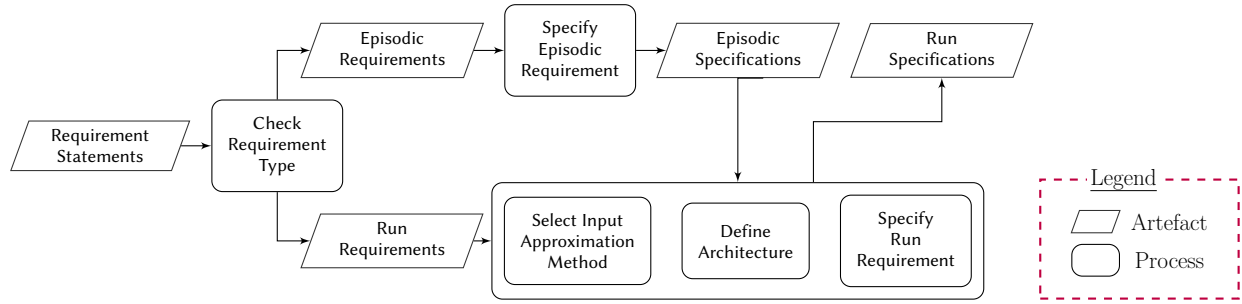 Requirement
Statements
Check
Requirement
Type
Episodic
Requirements
Specify
Episodic
Requirement
Episodic
Specifications
Run
Specifications
Run
Requirements
Select Input
Approximation
Method
Define
Architecture
Specify
Run
Requirement
Legend
Artefact
Process